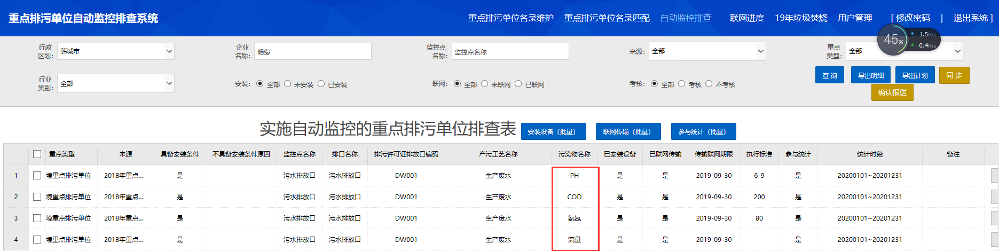 重点排污单位自动监控排查系统
重点排污单位名录维护 重点排污单位名录匹配 自动监控排查 联网进度 19年垃圾焚烧 用户管理 [ 修改密码 | 退出系统 ]
45% 1.5K/s
0.4K/s
行政区划： 韩城市 企业名称： 畅缘 监控点名称： 监控点名称 来源： 全部 重点类型： 全部
行业类别： 全部 安装： 全部 未安装 已安装 联网： 全部 未联网 已联网 考核： 全部 考核 不考核
查 询 导出明细 导出计划 同 步
确认报送
实施自动监控的重点排污单位排查表 安装设备（批量） 联网传输（批量） 参与统计（批量）
重点类型 来源 具备安装条件 不具备安装条件原因 监控点名称 排口名称 排污许可证排放口编码 产污工艺名称 污染物名称 已安装设备 已联网传输 传输联网期限 执行标准 参与统计 统计时段 备注
1 境重点排污单位 2018年重点... 是 污水排放口 污水排放口 DW001 生产废水 PH 是 是 2019-09-30 6-9 是 20200101~20201231
2 境重点排污单位 2018年重点... 是 污水排放口 污水排放口 DW001 生产废水 COD 是 是 2019-09-30 200 是 20200101~20201231
3 境重点排污单位 2018年重点... 是 污水排放口 污水排放口 DW001 生产废水 氨氮 是 是 2019-09-30 80 是 20200101~20201231
4 境重点排污单位 2018年重点... 是 污水排放口 污水排放口 DW001 生产废水 流量 是 是 2019-09-30 是 20200101~20201231